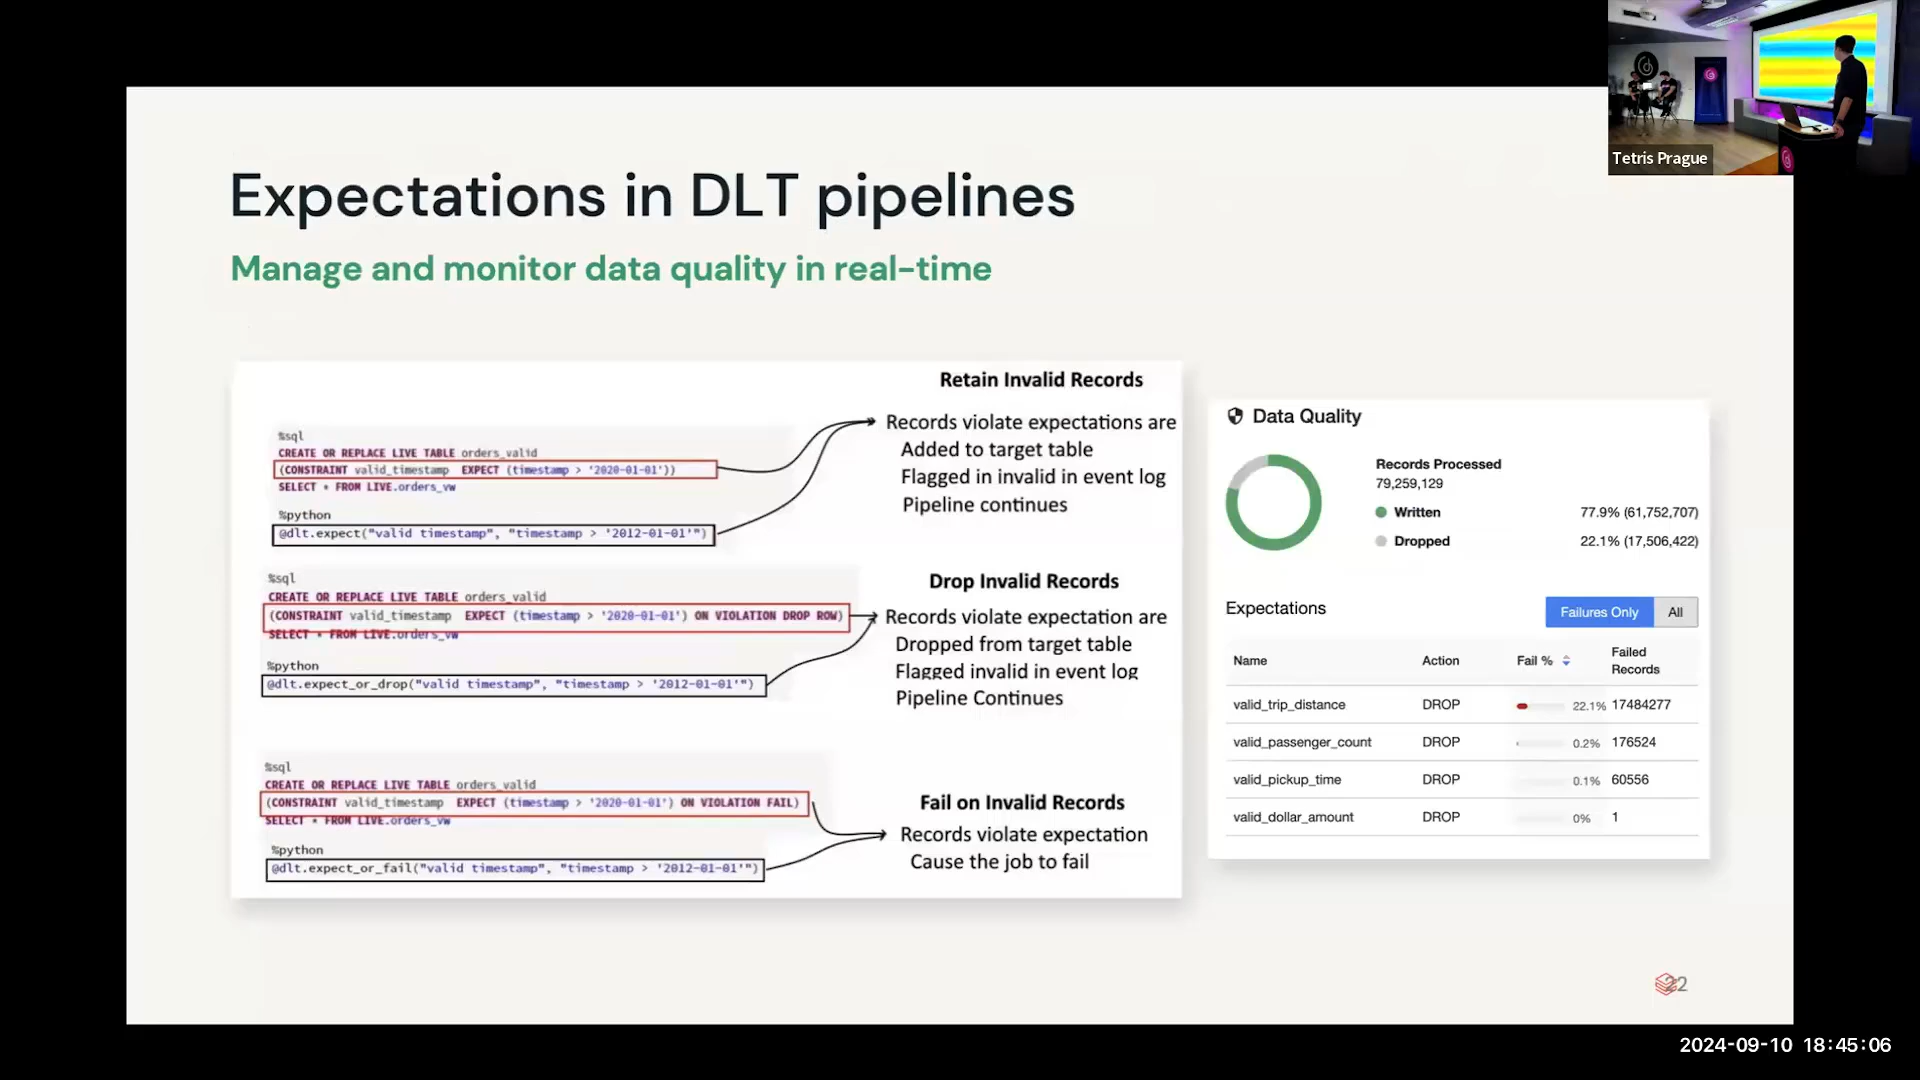 Tetris Prague
Expectations in DLT pipelines
Manage and monitor data quality in real-time
%sql
CREATE OR REPLACE LIVE TABLE orders_valid
(CONSTRAINT valid_timestamp EXPECT (timestamp > '2020-01-01'))
SELECT * FROM LIVE.orders_vw
%python
@dlt.expect("valid timestamp", "timestamp > '2012-01-01'")
Retain Invalid Records
Records violate expectations are
Added to target table
Flagged in invalid in event log
Pipeline continues
%sql
CREATE OR REPLACE LIVE TABLE orders_valid
(CONSTRAINT valid_timestamp EXPECT (timestamp > '2020-01-01') ON VIOLATION DROP ROW)
SELECT * FROM LIVE.orders_vw
%python
@dlt.expect_or_drop("valid timestamp", "timestamp > '2012-01-01'")
Drop Invalid Records
Records violate expectation are
Dropped from target table
Flagged invalid in event log
Pipeline Continues
%sql
CREATE OR REPLACE LIVE TABLE orders_valid
(CONSTRAINT valid_timestamp EXPECT (timestamp > '2020-01-01') ON VIOLATION FAIL)
SELECT * FROM LIVE.orders_vw
%python
@dlt.expect_or_fail("valid timestamp", "timestamp > '2012-01-01'")
Fail on Invalid Records
Records violate expectation
Cause the job to fail
Data Quality
Records Processed
79,259,129
Written 77.9% (61,752,707)
Dropped 22.1% (17,506,422)
Expectations Failures Only All
Name Action Fail % Failed Records
valid_trip_distance DROP 22.1% 17484277
valid_passenger_count DROP 0.2% 176524
valid_pickup_time DROP 0.1% 60556
valid_dollar_amount DROP 0% 1
22
2024-09-10 18:45:06